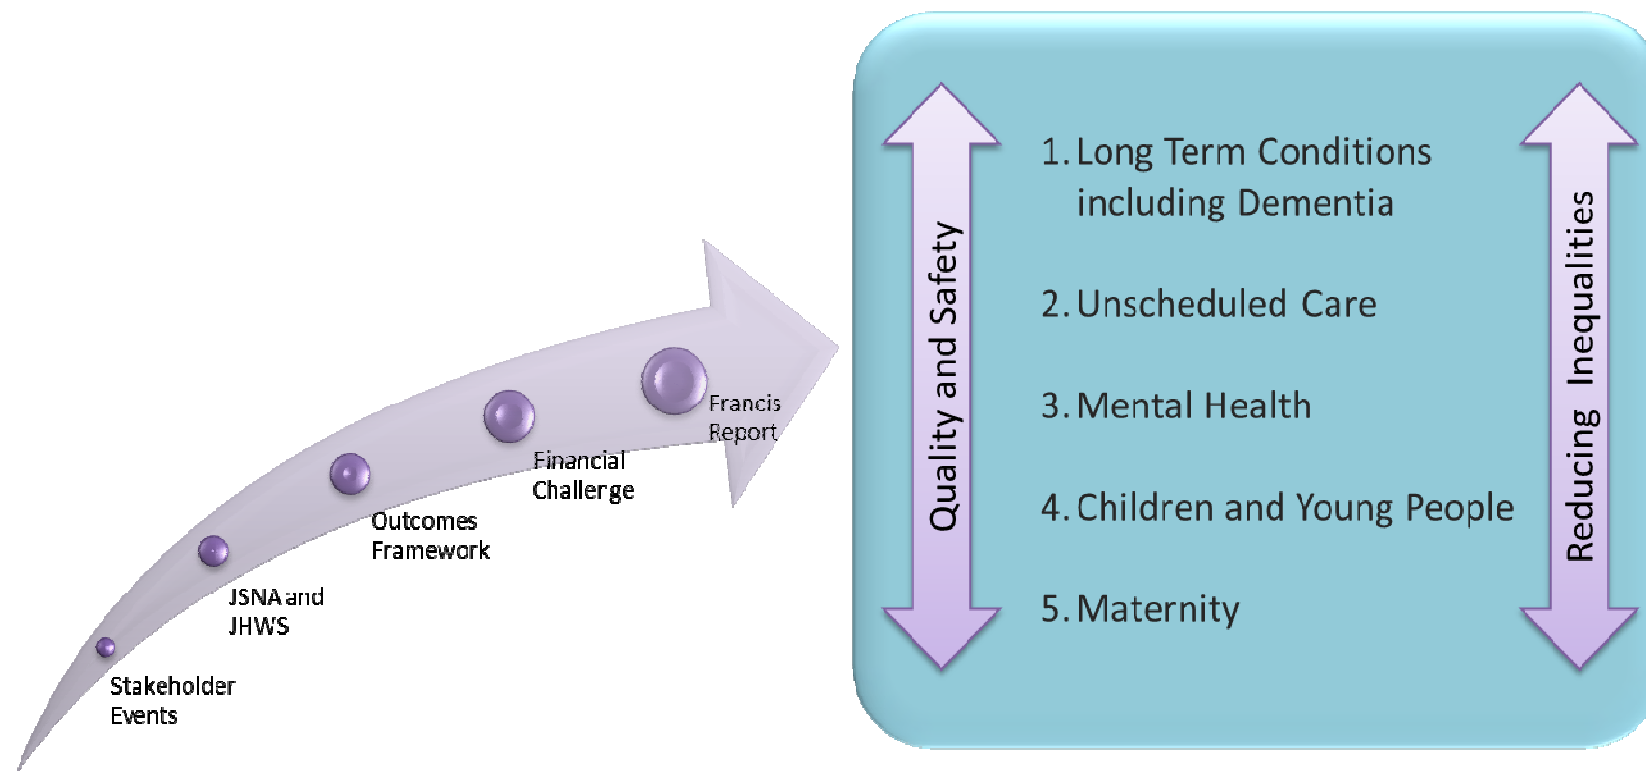 Stakeholder
Events
JSNA and
JHWS
Outcomes
Framework
Financial
Challenge
Francis
Report
Quality and Safety
1. Long Term Conditions
including Dementia
2. Unscheduled Care
3. Mental Health
4. Children and Young People
5. Maternity
Reducing Inequalities